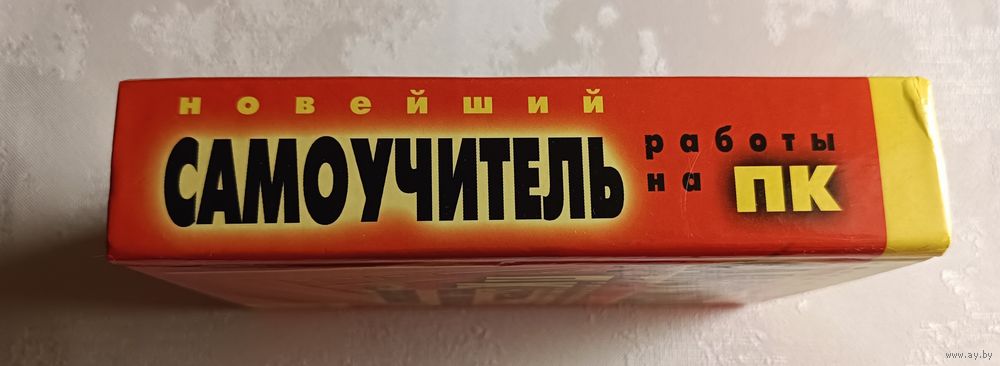 новейший
САМОУЧИТЕЛЬ
работы
на ПК
www.ay.by